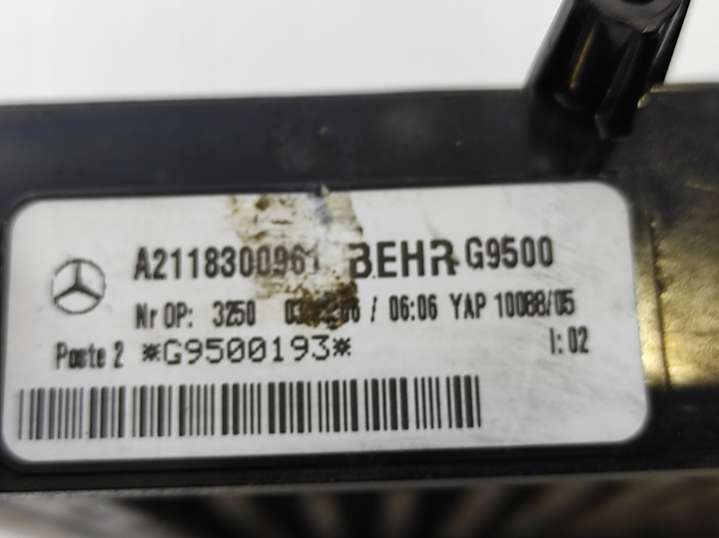 A2118300961 BEHR G9500
Nr OP: 3250 / 06:06 YAP 10088/05
Poste 2 *G9500193* I: 02